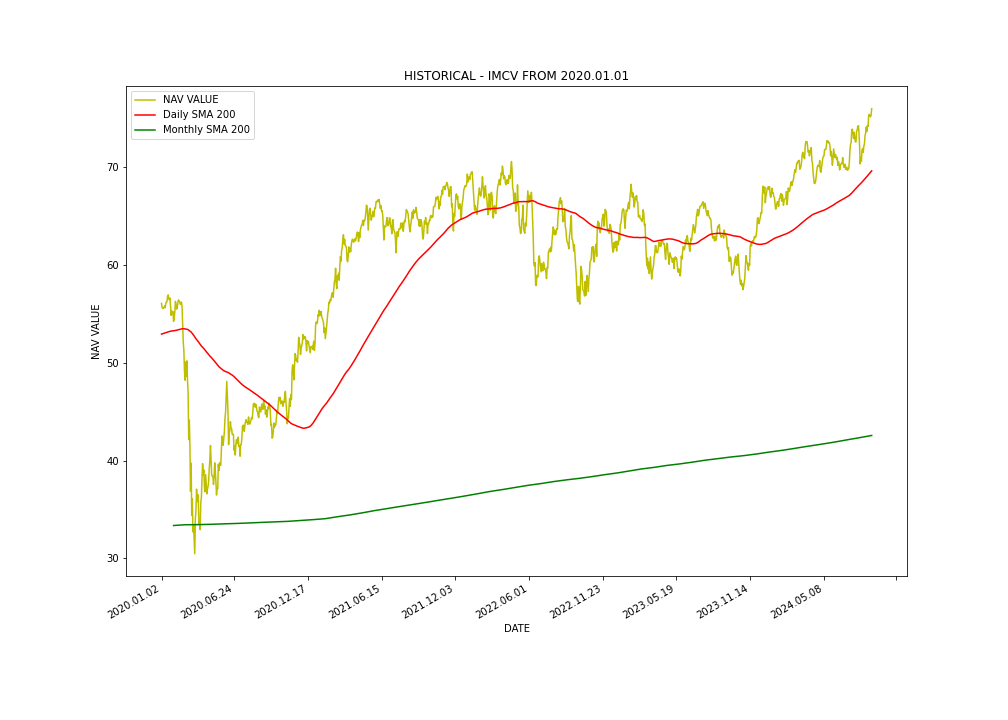 HISTORICAL - IMCV FROM 2020.01.01
NAV VALUE
Daily SMA 200
Monthly SMA 200
NAV VALUE
70
60
50
40
30
2020.01.02
2020.06.24
2020.12.17
2021.06.15
2021.12.03
2022.06.01
2022.11.23
2023.05.19
2023.11.14
2024.05.08
DATE